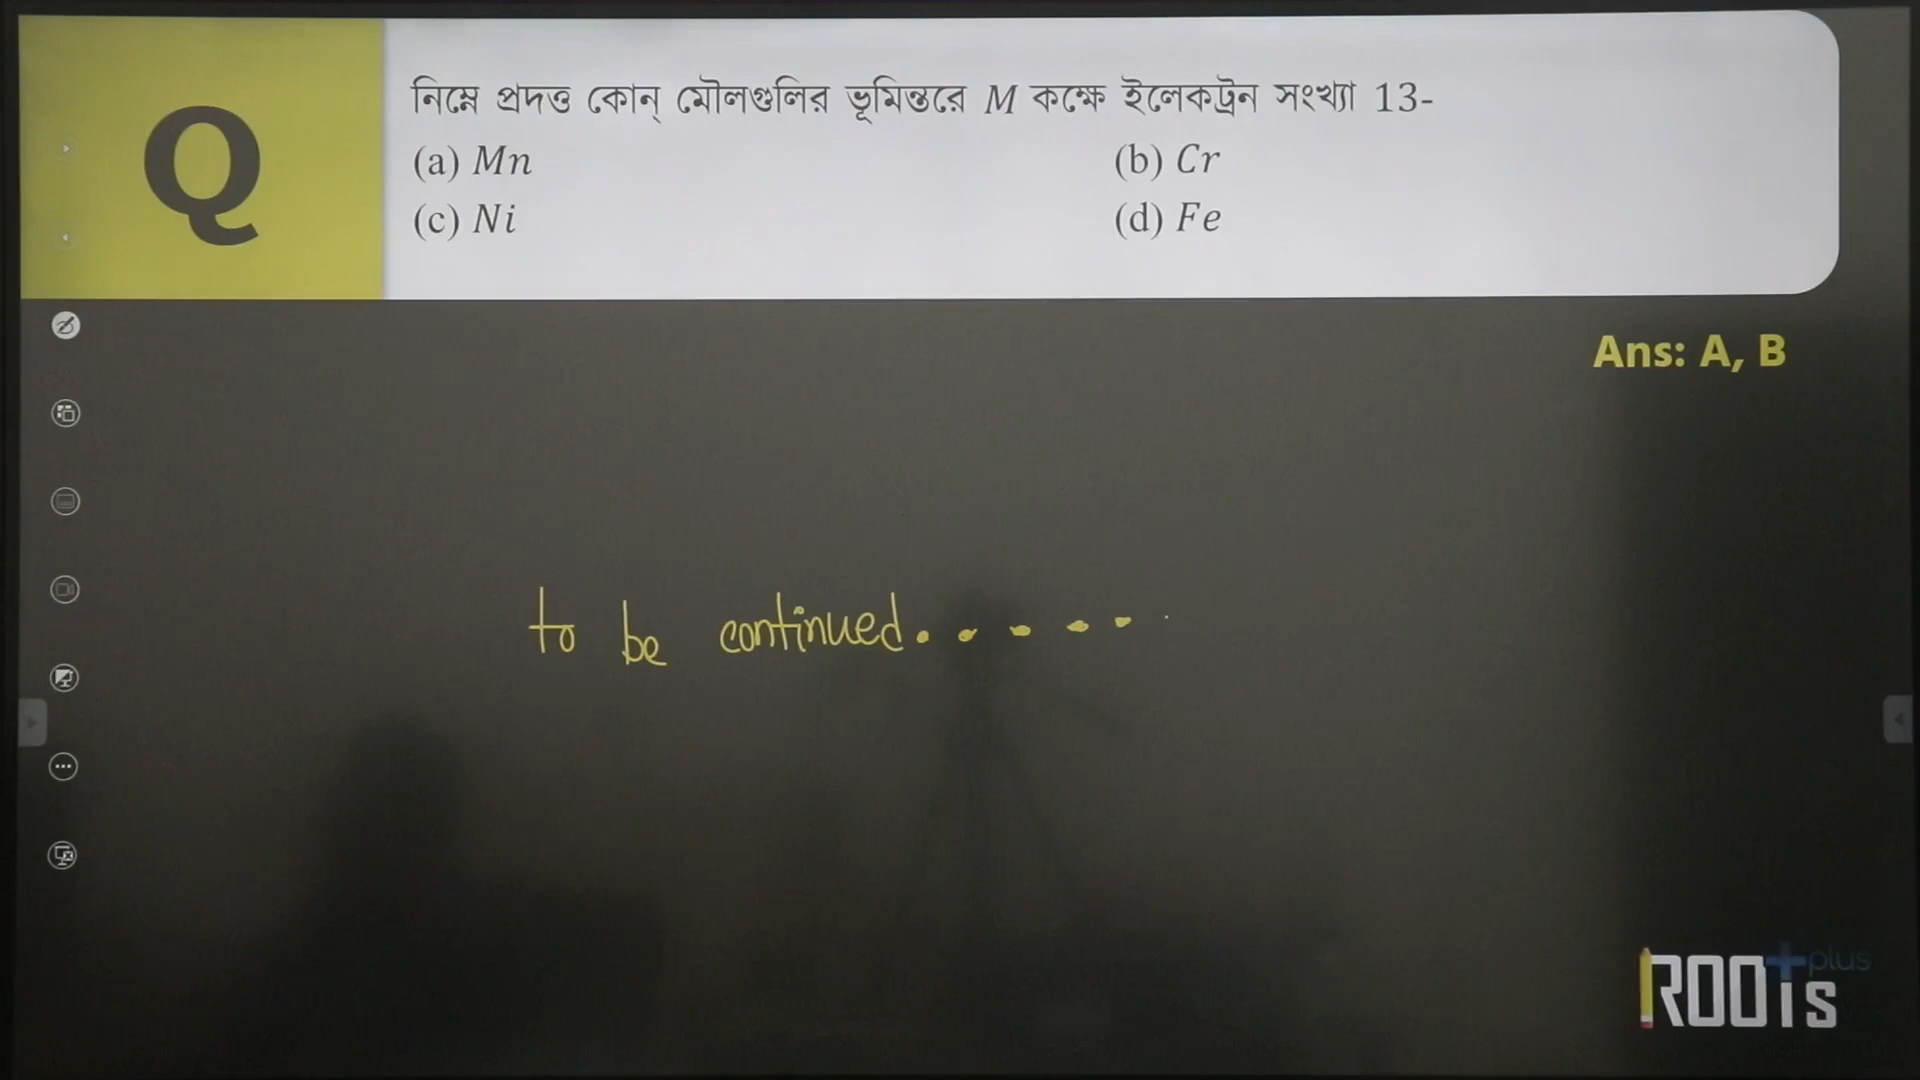 Q
নিম্নে প্রদত্ত কোন্ মৌলগুলির ভূমিস্তরে M কক্ষে ইলেকট্রন সংখ্যা 13-
(a) Mn (b) Cr
(c) Ni (d) Fe
Ans: A, B
to be continued......
ROOTS plus